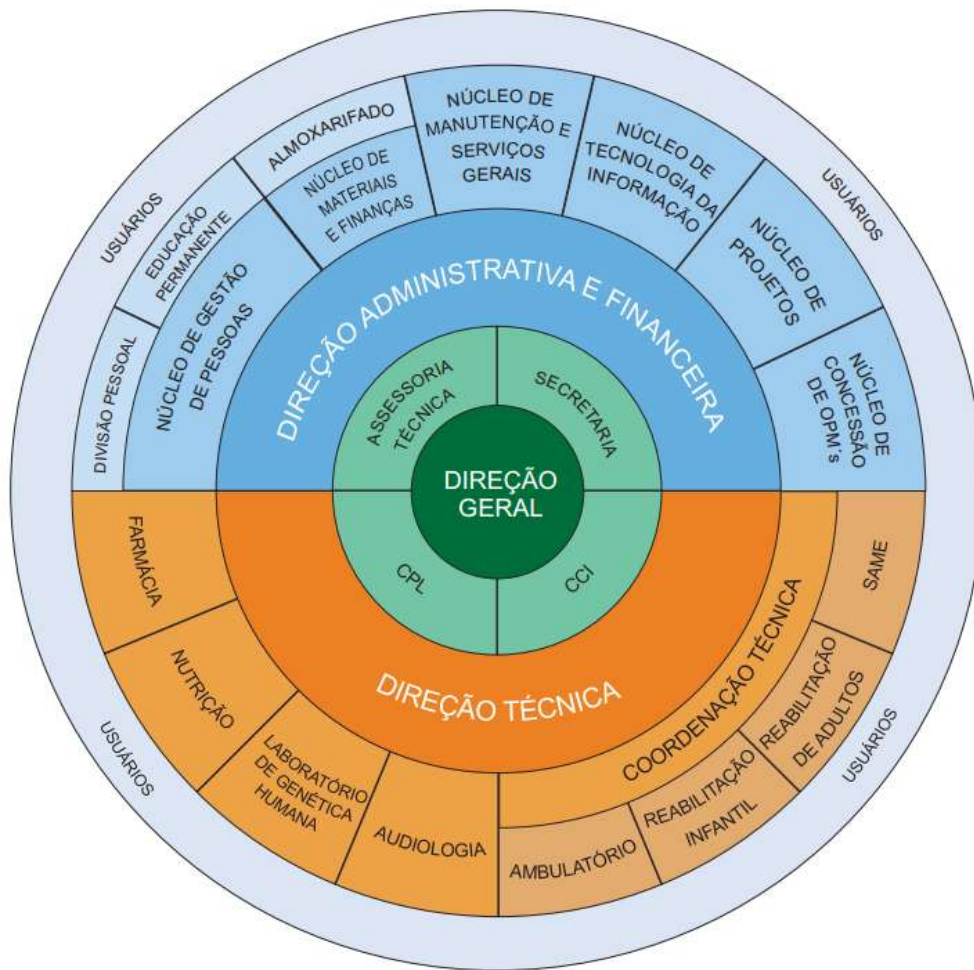 USUÁRIOS
USUÁRIOS
DIVISÃO PESSOAL
EDUCAÇÃO
PERMANENTE
ALMOXARIFADO
NÚCLEO DE GESTÃO
DE PESSOAS
NÚCLEO DE
MATERIAIS
E FINANÇAS
NÚCLEO DE
MANUTENÇÃO E
SERVIÇOS
GERAIS
NÚCLEO DE
TECNOLOGIA DA
INFORMAÇÃO
NÚCLEO DE
PROJETOS
NÚCLEO DE
CONCESSÃO
DE OPM´s
DIREÇÃO ADMINISTRATIVA E FINANCEIRA
ASSESSORIA
TÉCNICA
SECRETARIA
DIREÇÃO
GERAL
CPL
CCI
DIREÇÃO TÉCNICA
FARMÁCIA
NUTRIÇÃO
LABORATÓRIO
DE GENÉTICA
HUMANA
AUDIOLOGIA
COORDENAÇÃO TÉCNICA
AMBULATÓRIO
REABILITAÇÃO
INFANTIL
REABILITAÇÃO
DE ADULTOS
SAME
USUÁRIOS
USUÁRIOS